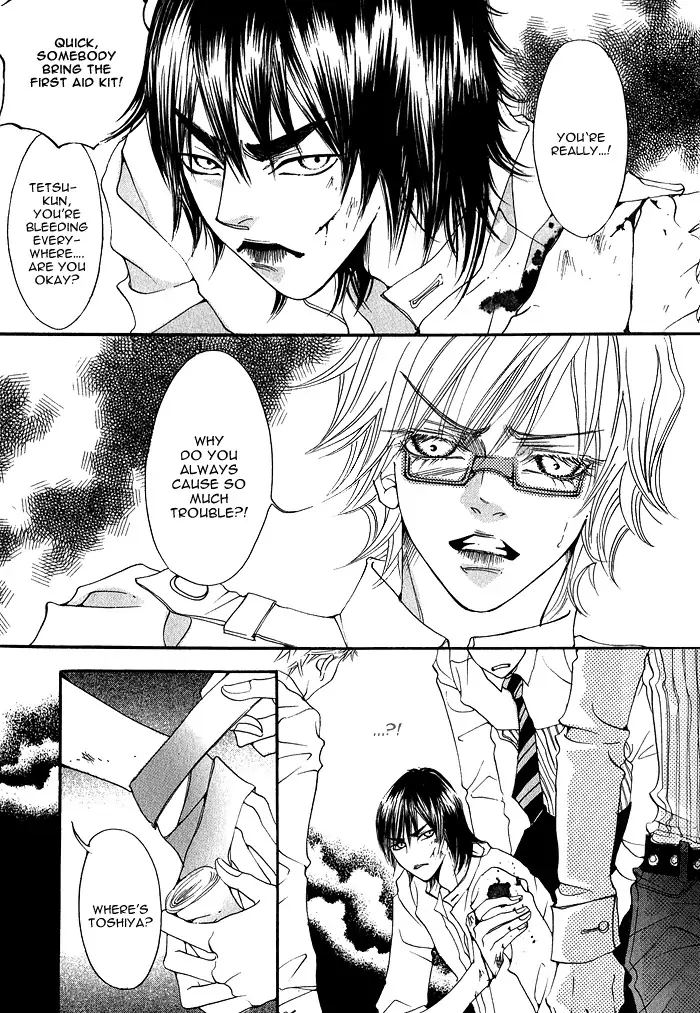 QUICK,
SOMEBODY
BRING THE
FIRST AID KIT!
YOU'RE
REALLY...!
TETSU-
KUN,
YOU'RE
BLEEDING
EVERY-
WHERE....
ARE YOU
OKAY?
WHY
DO YOU
ALWAYS
CAUSE SO
MUCH
TROUBLE?!
...?!
WHERE'S
TOSHIYA?